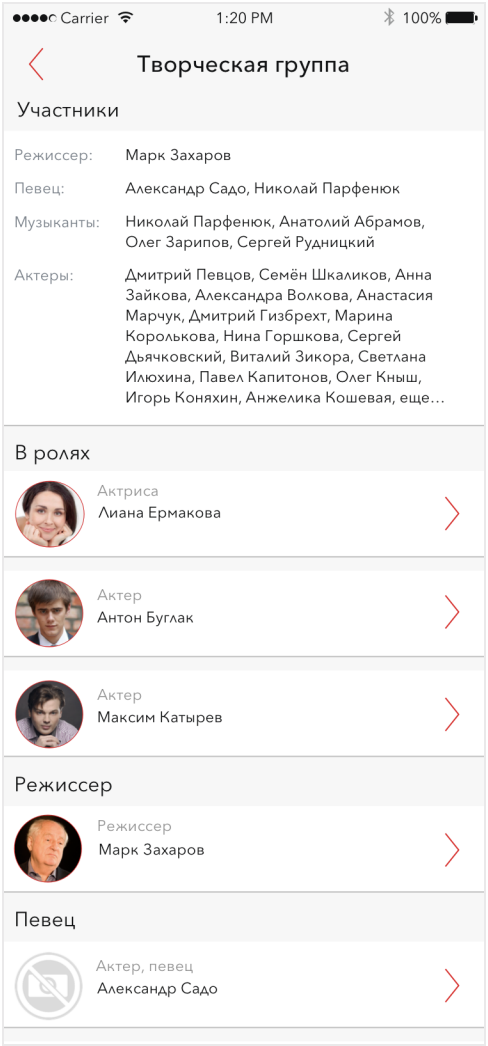 Carrier 1:20 PM 100%
Творческая группа
Участники
Режиссер: Марк Захаров
Певец: Александр Садо, Николай Парфенюк
Музыканты: Николай Парфенюк, Анатолий Абрамов,
Олег Зарипов, Сергей Рудницкий
Актеры: Дмитрий Певцов, Семён Шкаликов, Анна
Зайкова, Александра Волкова, Анастасия
Марчук, Дмитрий Гизбрехт, Марина
Королькова, Нина Горшкова, Сергей
Дьячковский, Виталий Зикора, Светлана
Илюхина, Павел Капитонов, Олег Кныш,
Игорь Коняхин, Анжелика Кошевая, еще...
В ролях
Актриса
Лиана Ермакова
Актер
Антон Буглак
Актер
Максим Катырев
Режиссер
Режиссер
Марк Захаров
Певец
Актер, певец
Александр Садо